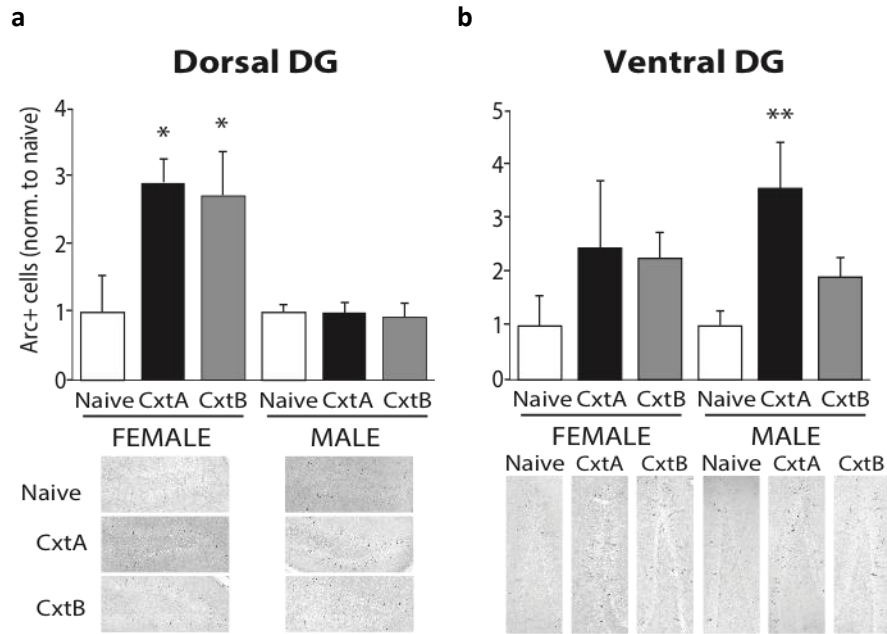 a
Dorsal DG
Arc+ cells (norm. to naive)
4
3
2
1
0
*
*
Naive CxtA CxtB
Naive CxtA CxtB
FEMALE
MALE
Naive
CxtA
CxtB
b
Ventral DG
5
4
3
2
1
0
**
Naive CxtA CxtB
Naive CxtA CxtB
FEMALE
MALE
Naive CxtA CxtB
Naive CxtA CxtB